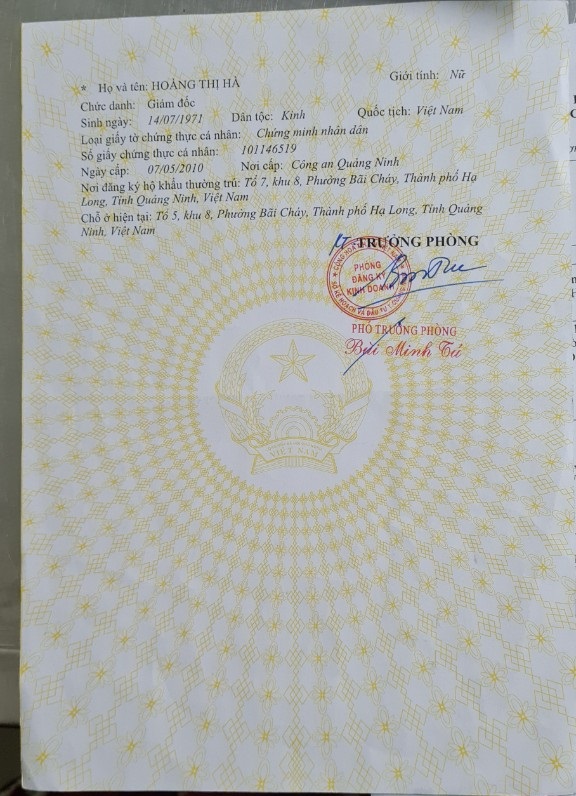 * Họ và tên: HOÀNG THỊ HÀ Giới tính: Nữ
Chức danh: Giám đốc
Sinh ngày: 14/07/1971 Dân tộc: Kinh Quốc tịch: Việt Nam
Loại giấy tờ chứng thực cá nhân: Chứng minh nhân dân
Số giấy chứng thực cá nhân: 101146519
Ngày cấp: 07/05/2010 Nơi cấp: Công an Quảng Ninh
Nơi đăng ký hộ khẩu thường trú: Tổ 7, khu 8, Phường Bãi Cháy, Thành phố Hạ
Long, Tỉnh Quảng Ninh, Việt Nam
Chỗ ở hiện tại: Tổ 5, khu 8, Phường Bãi Cháy, Thành phố Hạ Long, Tỉnh Quảng
Ninh, Việt Nam
KT TRƯỞNG PHÒNG
PHÒNG
ĐĂNG KÝ
KINH DOANH
PHÓ TRƯỞNG PHÒNG
Bùi Minh Tú
VIỆT NAM